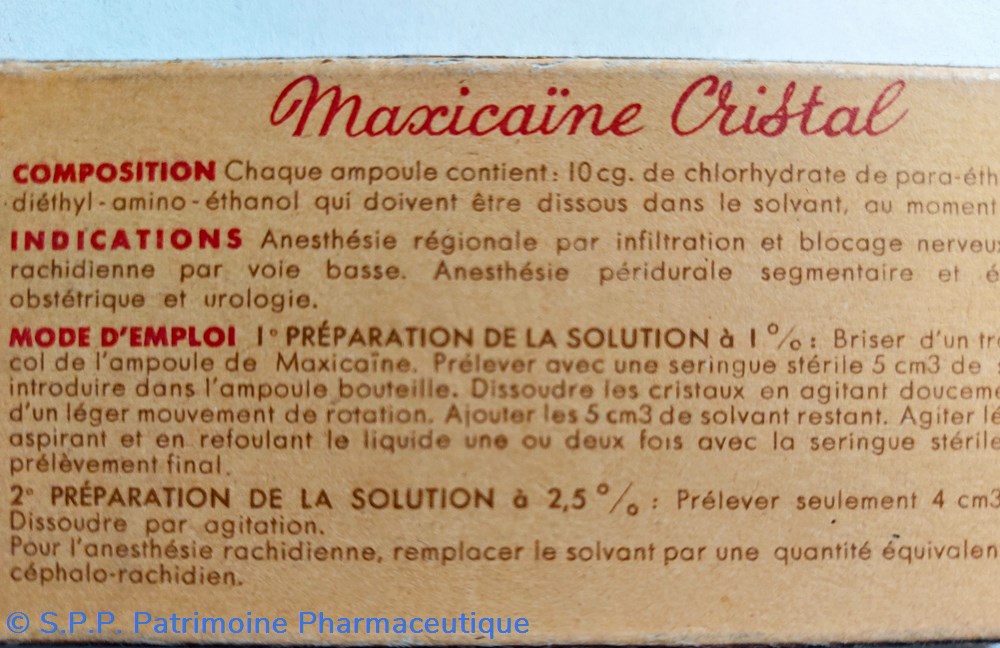 Maxicaïne Cristal
COMPOSITION Chaque ampoule contient : 10 cg. de chlorhydrate de para-éth
diéthyl-amino-éthanol qui doivent être dissous dans le solvant, au moment
INDICATIONS Anesthésie régionale par infiltration et blocage nerveux
rachidienne par voie basse. Anesthésie péridurale segmentaire et é
obstétrique et urologie.
MODE D'EMPLOI 1° PRÉPARATION DE LA SOLUTION à 1 % : Briser d'un tra
col de l'ampoule de Maxicaïne. Prélever avec une seringue stérile 5 cm3 de
introduire dans l'ampoule bouteille. Dissoudre les cristaux en agitant douceme
d'un léger mouvement de rotation. Ajouter les 5 cm3 de solvant restant. Agiter
aspirant et en refoulant le liquide une ou deux fois avec la seringue stérile
prélèvement final.
2° PRÉPARATION DE LA SOLUTION à 2,5 % : Prélever seulement 4 cm3
Dissoudre par agitation.
Pour l'anesthésie rachidienne, remplacer le solvant par une quantité équivalen
céphalo-rachidien.
© S.P.P. Patrimoine Pharmaceutique